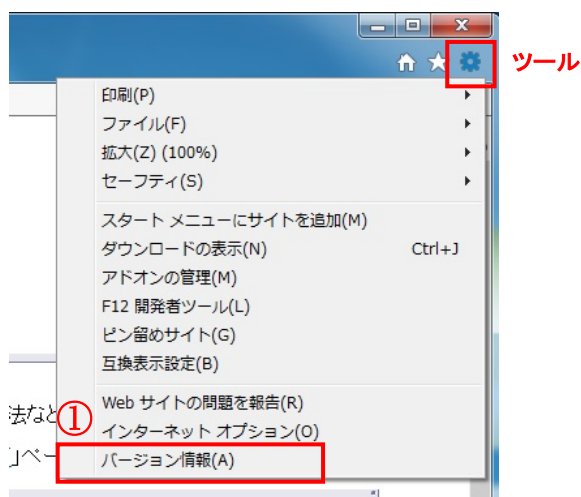 ツール
印刷(P)
ファイル(F)
拡大(Z) (100%)
セーフティ(S)
スタート メニューにサイトを追加(M)
ダウンロードの表示(N) Ctrl+J
アドオンの管理(M)
F12 開発者ツール(L)
ピン留めサイト(G)
互換表示設定(B)
Web サイトの問題を報告(R)
法など
①
インターネット オプション(O)
」ペー
バージョン情報(A)